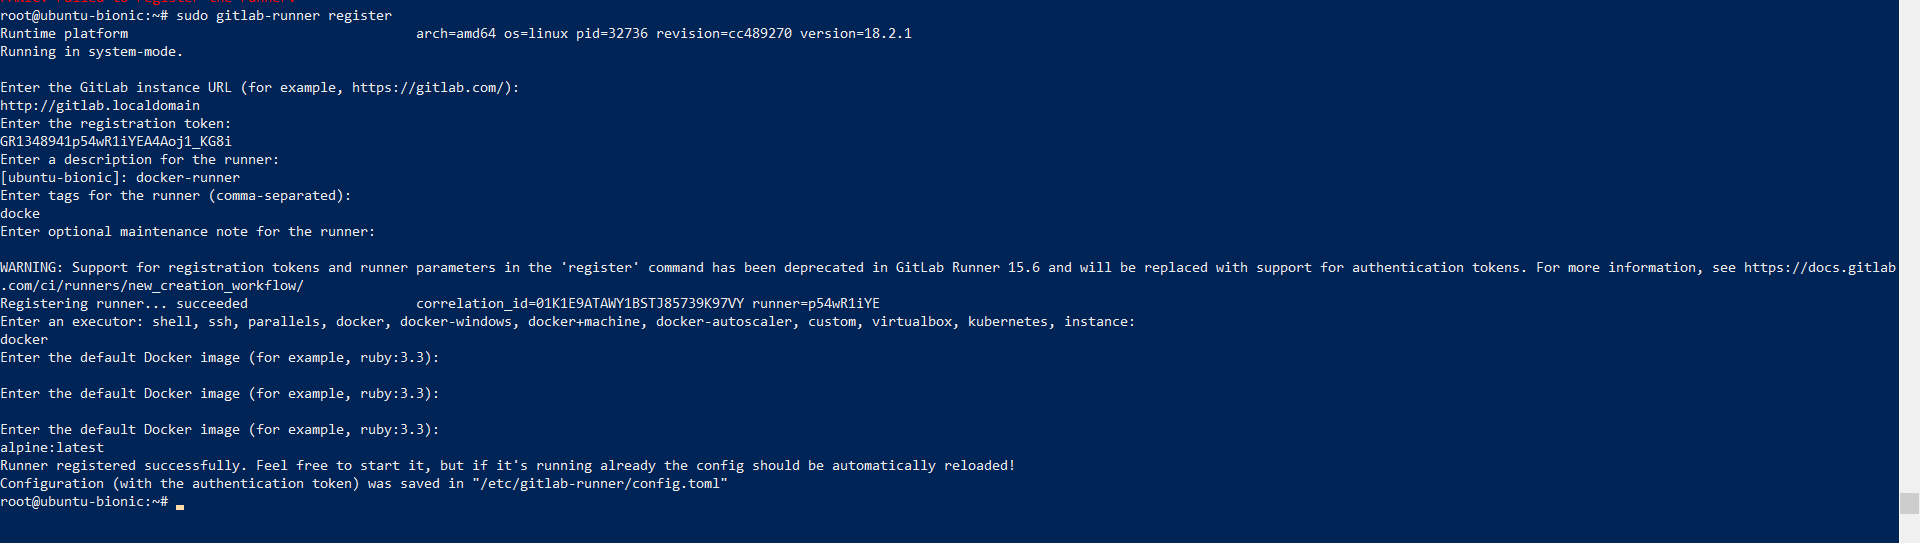 root@ubuntu-bionic:~# sudo gitlab-runner register
Runtime platform                                    arch=amd64 os=linux pid=32736 revision=cc489270 version=18.2.1
Running in system-mode.
Enter the GitLab instance URL (for example, https://gitlab.com/):
http://gitlab.localdomain
Enter the registration token:
GR1348941p54wR1iYEA4Aoj1_KG8i
Enter a description for the runner:
[ubuntu-bionic]: docker-runner
Enter tags for the runner (comma-separated):
docke
Enter optional maintenance note for the runner:
WARNING: Support for registration tokens and runner parameters in the 'register' command has been deprecated in GitLab Runner 15.6 and will be replaced with support for authentication tokens. For more information, see https://docs.gitlab
.com/ci/runners/new_creation_workflow/
Registering runner... succeeded                     correlation_id=01K1E9ATAWY1BSTJ85739K97VY runner=p54wR1iYE
Enter an executor: shell, ssh, parallels, docker, docker-windows, docker+machine, docker-autoscaler, custom, virtualbox, kubernetes, instance:
docker
Enter the default Docker image (for example, ruby:3.3):
Enter the default Docker image (for example, ruby:3.3):
Enter the default Docker image (for example, ruby:3.3):
alpine:latest
Runner registered successfully. Feel free to start it, but if it's running already the config should be automatically reloaded!
Configuration (with the authentication token) was saved in "/etc/gitlab-runner/config.toml"
root@ubuntu-bionic:~#